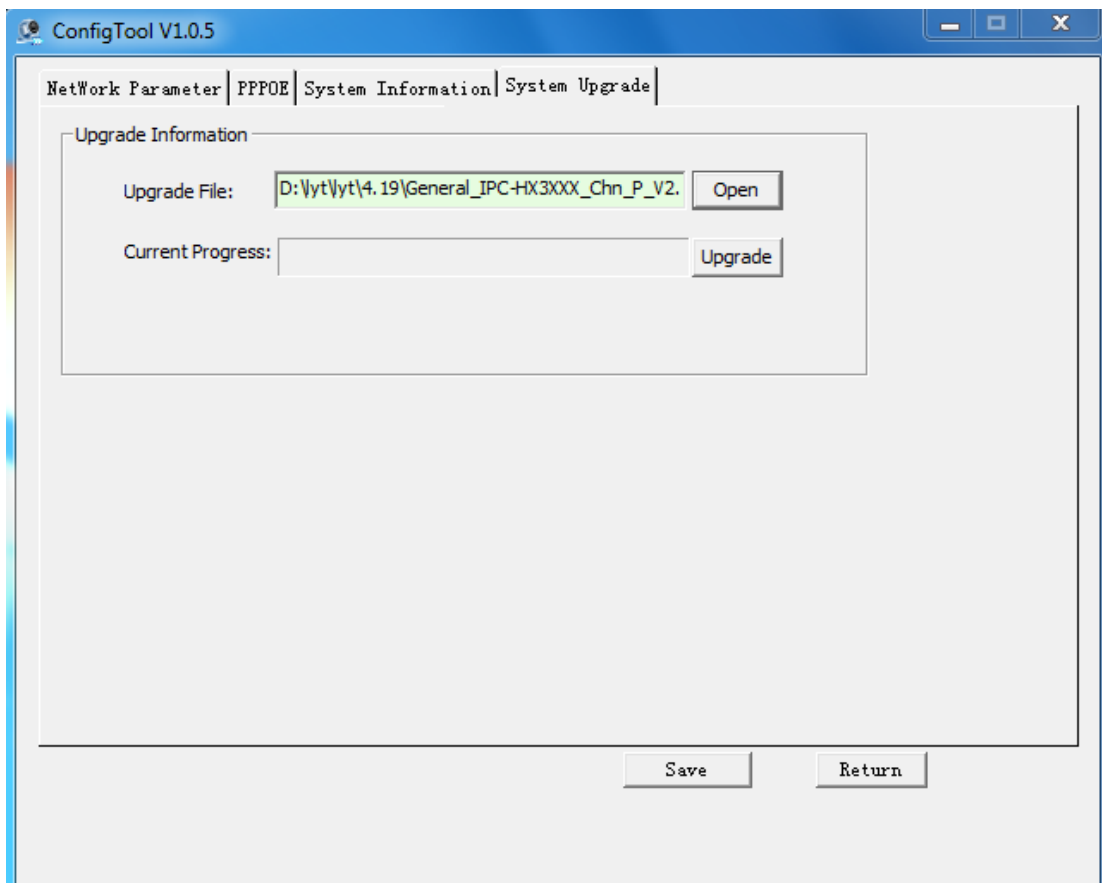 ConfigTool V1.0.5
NetWork Parameter PPPOE System Information System Upgrade
Upgrade Information
Upgrade File: D:\lyt\lyt\4.19\General_IPC-HX3XXX_Chn_P_V2. Open
Current Progress: Upgrade
Save Return